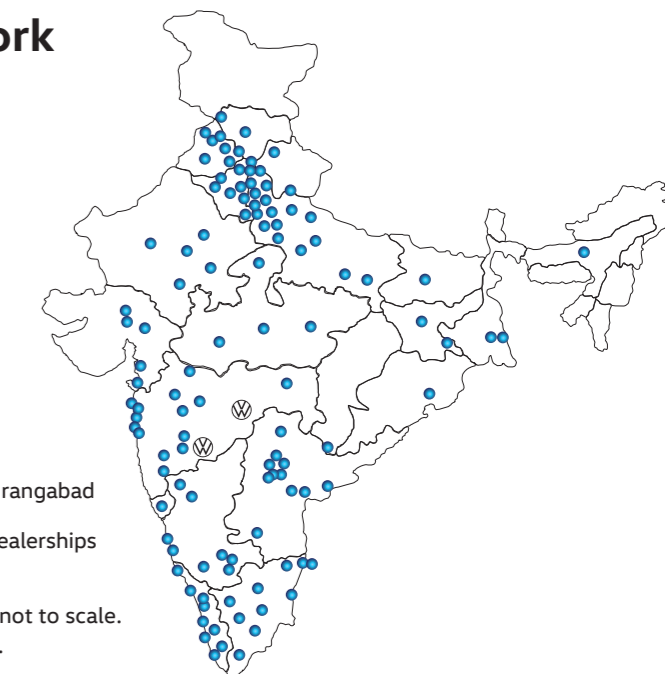 ork
rangabad
ealerships
not to scale.
.